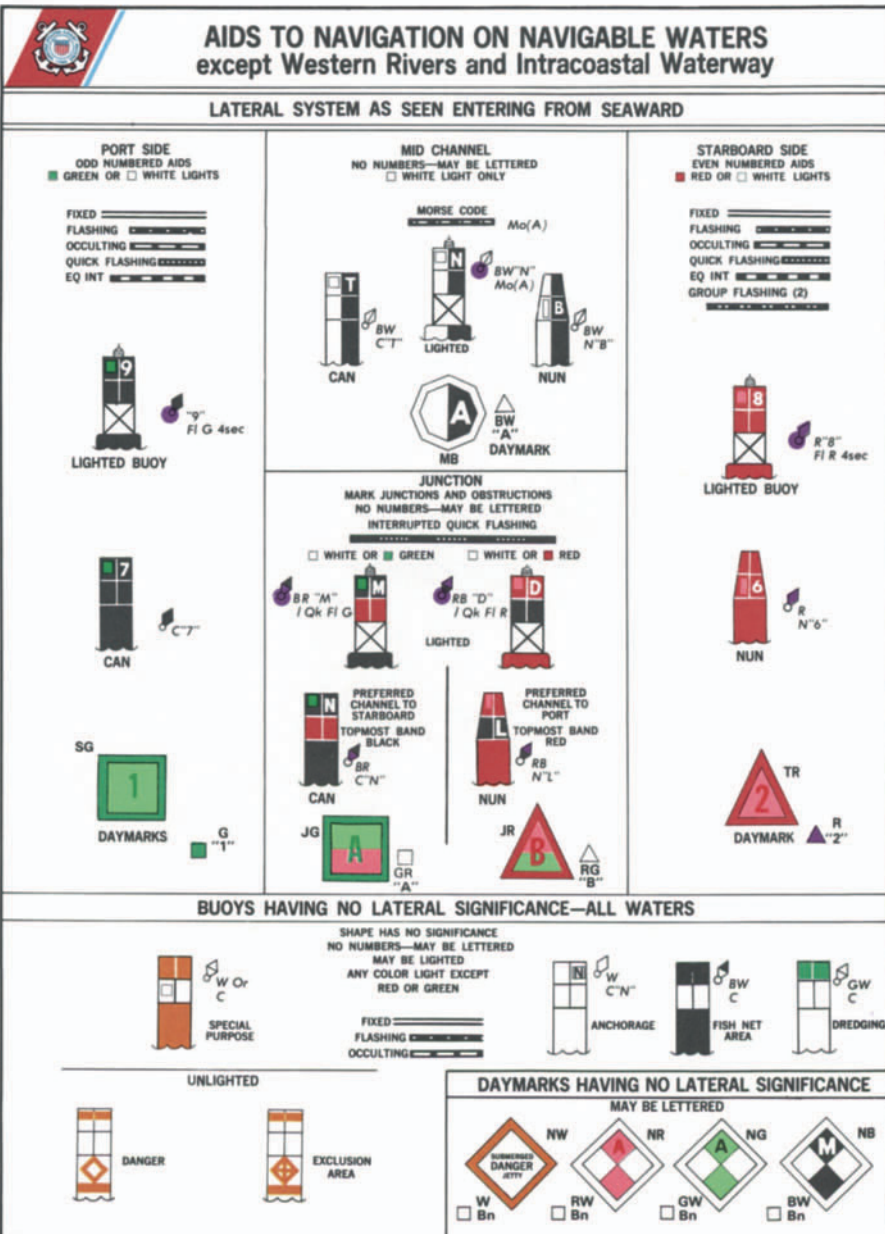 AIDS TO NAVIGATION ON NAVIGABLE WATERS
except Western Rivers and Intracoastal Waterway
LATERAL SYSTEM AS SEEN ENTERING FROM SEAWARD
PORT SIDE
ODD NUMBERED AIDS
GREEN OR WHITE LIGHTS
FIXED
FLASHING
OCCULTING
QUICK FLASHING
EQ INT
9
"9"
Fl G 4sec
LIGHTED BUOY
7
C"7"
CAN
SG
1
DAYMARKS
G
"1"
MID CHANNEL
NO NUMBERS—MAY BE LETTERED
WHITE LIGHT ONLY
MORSE CODE
Mo(A)
T
BW
C"T"
CAN
N
BW"N"
Mo(A)
LIGHTED
B
BW
N"B"
NUN
A
MB
BW
"A"
DAYMARK
JUNCTION
MARK JUNCTIONS AND OBSTRUCTIONS
NO NUMBERS—MAY BE LETTERED
INTERRUPTED QUICK FLASHING
WHITE OR GREEN
WHITE OR RED
BR "M"
I Qk Fl G
M
RB "D"
I Qk Fl R
D
LIGHTED
N
PREFERRED
CHANNEL TO
STARBOARD
TOPMOST BAND
BLACK
BR
C"N"
CAN
L
PREFERRED
CHANNEL TO
PORT
TOPMOST BAND
RED
RB
N"L"
NUN
JG
A
GR
"A"
JR
B
RG
"B"
STARBOARD SIDE
EVEN NUMBERED AIDS
RED OR WHITE LIGHTS
FIXED
FLASHING
OCCULTING
QUICK FLASHING
EQ INT
GROUP FLASHING (2)
8
R"8"
Fl R 4sec
LIGHTED BUOY
6
R
N"6"
NUN
TR
2
DAYMARK
R
"2"
BUOYS HAVING NO LATERAL SIGNIFICANCE—ALL WATERS
SHAPE HAS NO SIGNIFICANCE
NO NUMBERS—MAY BE LETTERED
MAY BE LIGHTED
ANY COLOR LIGHT EXCEPT
RED OR GREEN
FIXED
FLASHING
OCCULTING
W Or
C
SPECIAL
PURPOSE
N
W
C"N"
ANCHORAGE
BW
C
FISH NET
AREA
GW
C
DREDGING
UNLIGHTED
DANGER
EXCLUSION
AREA
DAYMARKS HAVING NO LATERAL SIGNIFICANCE
MAY BE LETTERED
NW
SUBMERGED
DANGER
JETTY
W
Bn
NR
A
RW
Bn
NG
A
GW
Bn
NB
M
BW
Bn